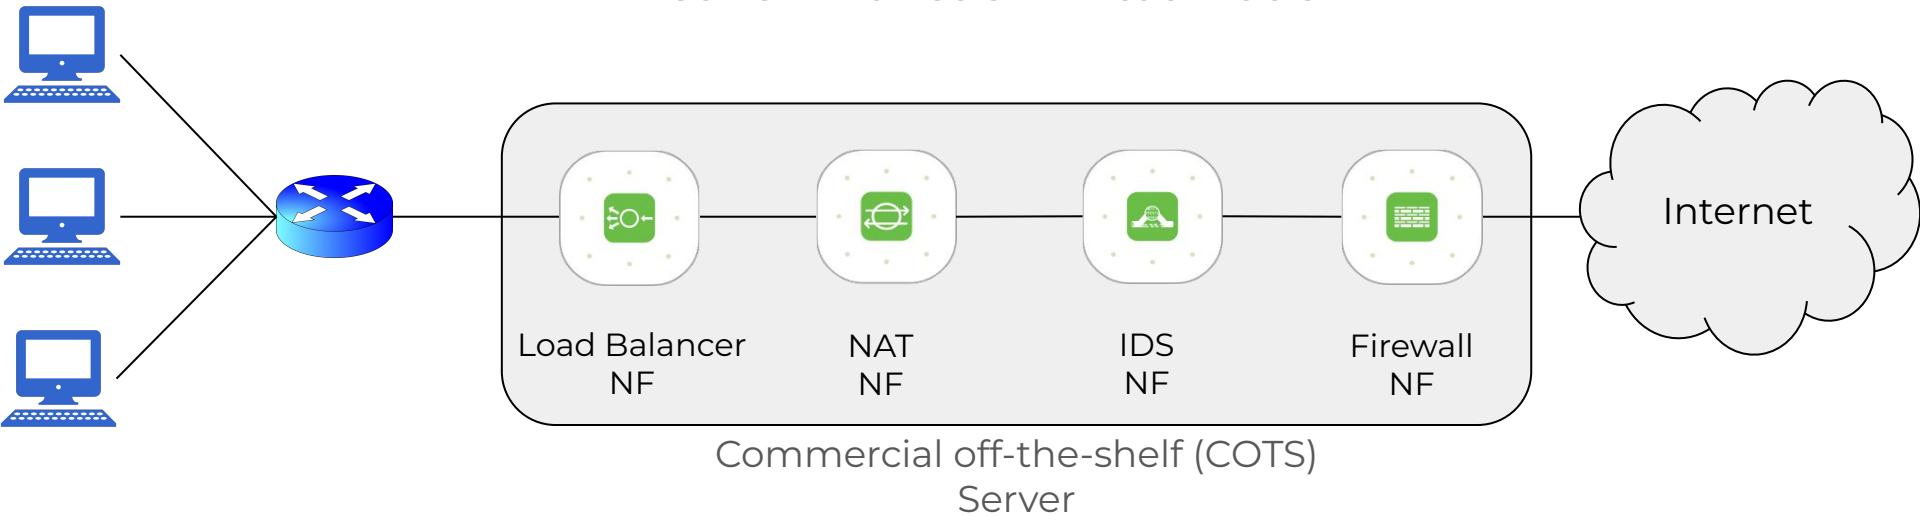 Load Balancer
NF
NAT
NF
IDS
NF
Firewall
NF
Internet
Commercial off-the-shelf (COTS)
Server